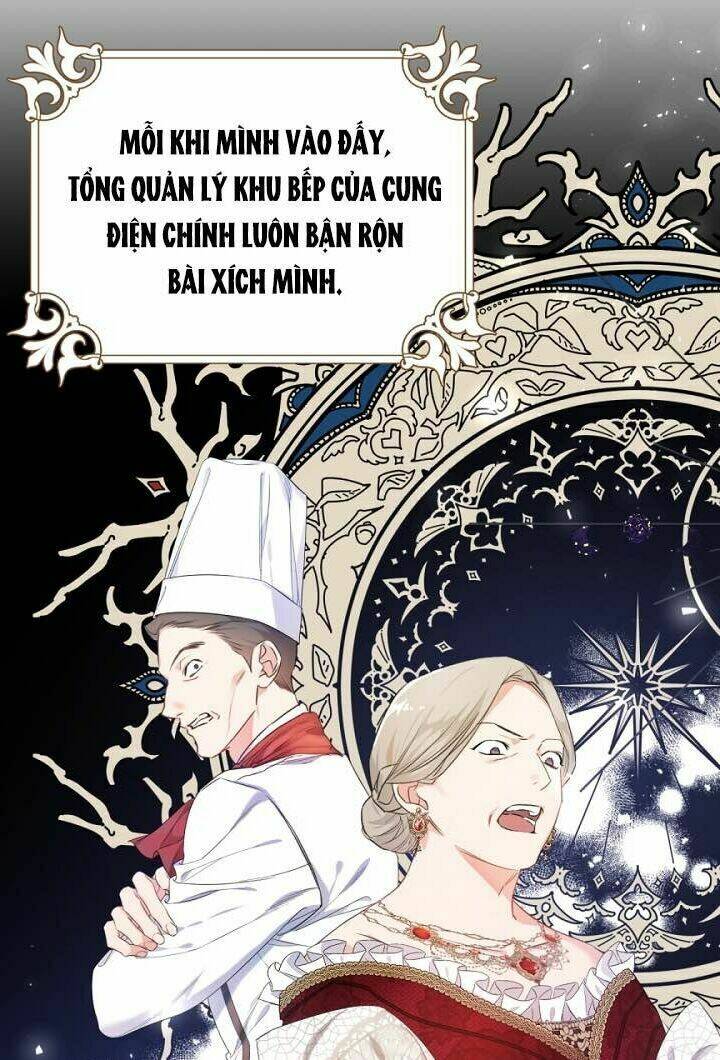 MỖI KHI MÌNH VÀO ĐẤY,
TỔNG QUẢN LÝ KHU BẾP CỦA CUNG
ĐIỆN CHÍNH LUÔN BẬN RỘN
BÀI XÍCH MÌNH.